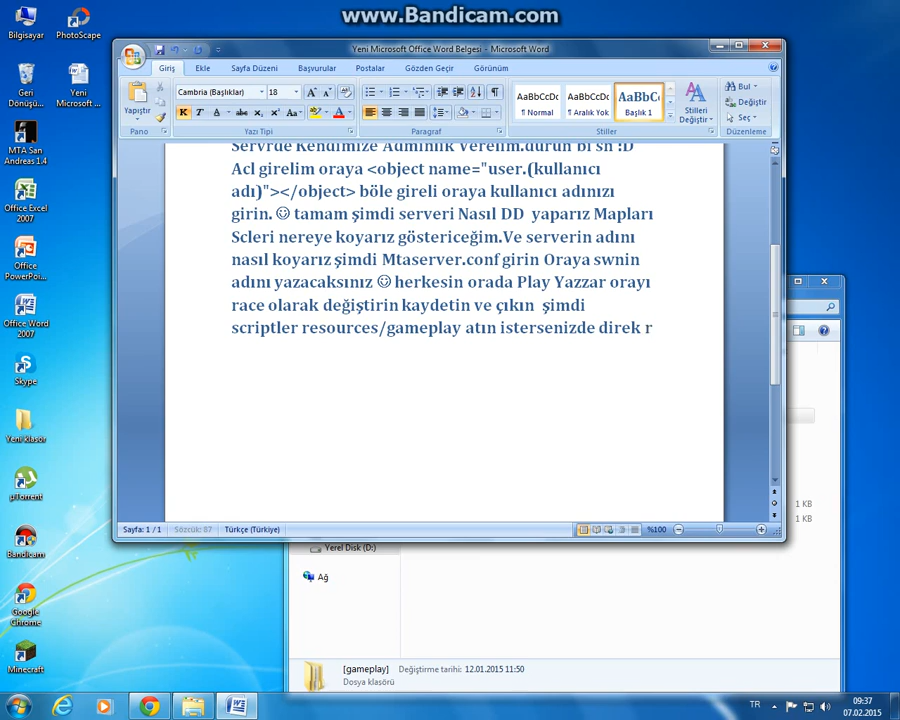 www.Bandicam.com
Bilgisayar
PhotoScape
Geri Dönüşü...
Yeni Microsoft ...
MTA San Andreas 1.4
Office Excel 2007
Office PowerPoi...
Office Word 2007
Skype
Yeni klasör
µTorrent
Bandicam
Google Chrome
Minecraft
Yeni Microsoft Office Word Belgesi - Microsoft Word
Giriş Ekle Sayfa Düzeni Başvurular Postalar Gözden Geçir Görünüm
Yapıştır
Cambria (Başlıklar) 18
K T A abc x₂ x² Aa
AaBbCcDc AaBbCcDc AaBbC
¶ Normal ¶ Aralık Yok Başlık 1
Stilleri Değiştir
Bul
Değiştir
Seç
Pano Yazı Tipi Paragraf Stiller Düzenleme
Servrde Kendimize Adminlik Verelim.durun bi sn :D
Acl girelim oraya <object name="user.(kullanıcı
adı)"></object> böle gireli oraya kullanıcı adınızı
girin. ☺ tamam şimdi serveri Nasıl DD yaparız Mapları
Scleri nereye koyarız göstericeğim.Ve serverin adını
nasıl koyarız şimdi Mtaserver.conf girin Oraya swnin
adını yazacaksınız ☺ herkesin orada Play Yazzar orayı
race olarak değiştirin kaydetin ve çıkın şimdi
scriptler resources/gameplay atın istersenizde direk r
Sayfa: 1 / 1 Sözcük: 87 Türkçe (Türkiye) %100
1 KB
1 KB
Yerel Disk (D:)
Ağ
[gameplay] Değiştirme tarihi: 12.01.2015 11:50
Dosya klasörü
TR
09:37
07.02.2015